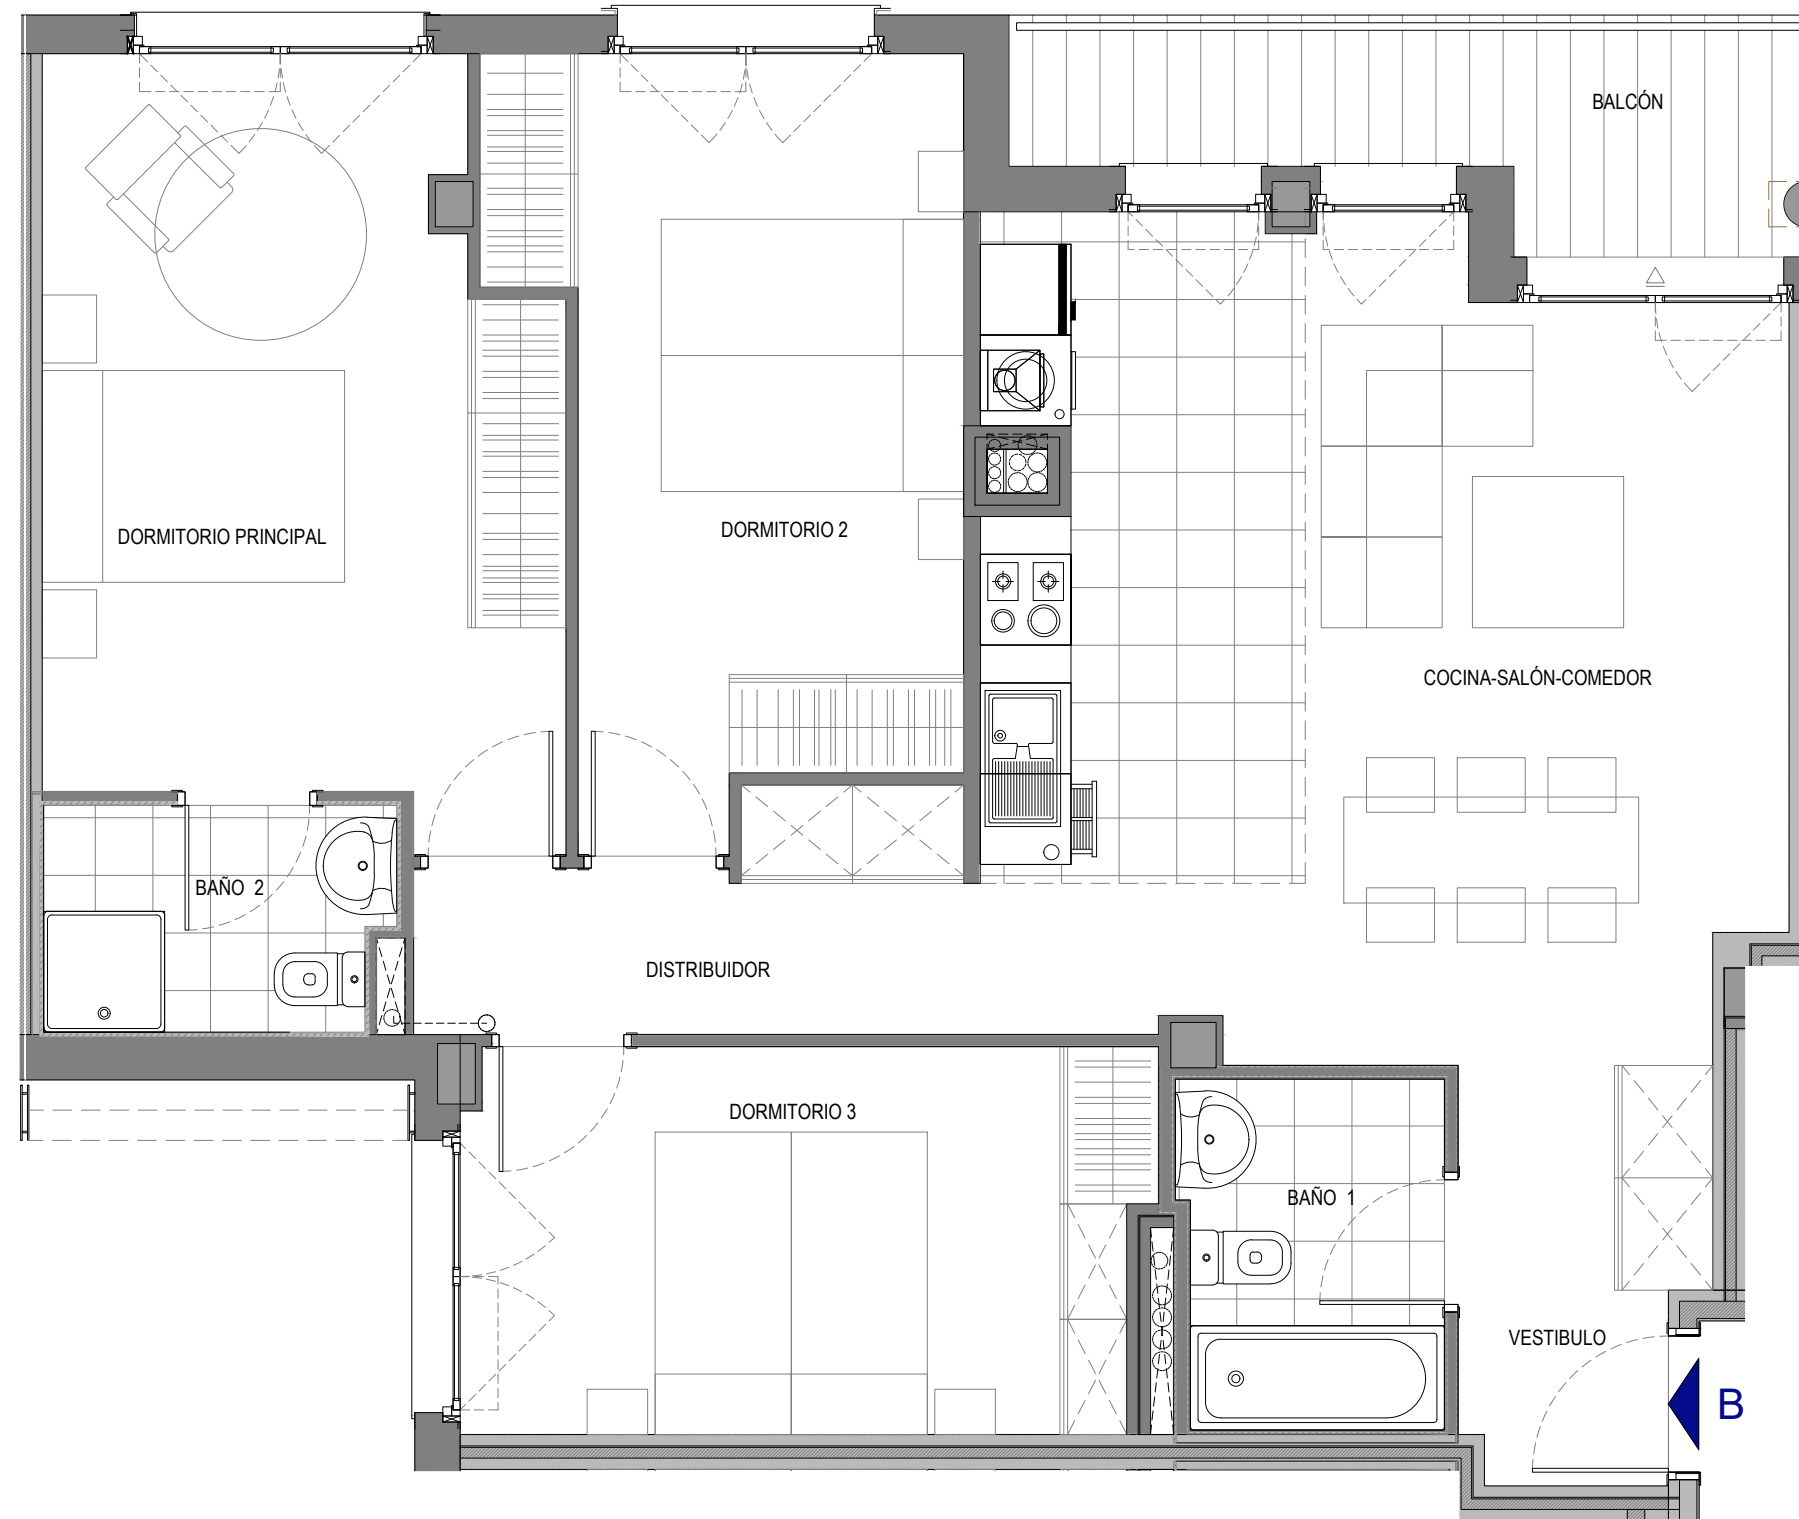 BALCÓN
DORMITORIO PRINCIPAL
DORMITORIO 2
COCINA-SALÓN-COMEDOR
BAÑO 2
DISTRIBUIDOR
DORMITORIO 3
BAÑO 1
VESTIBULO
B